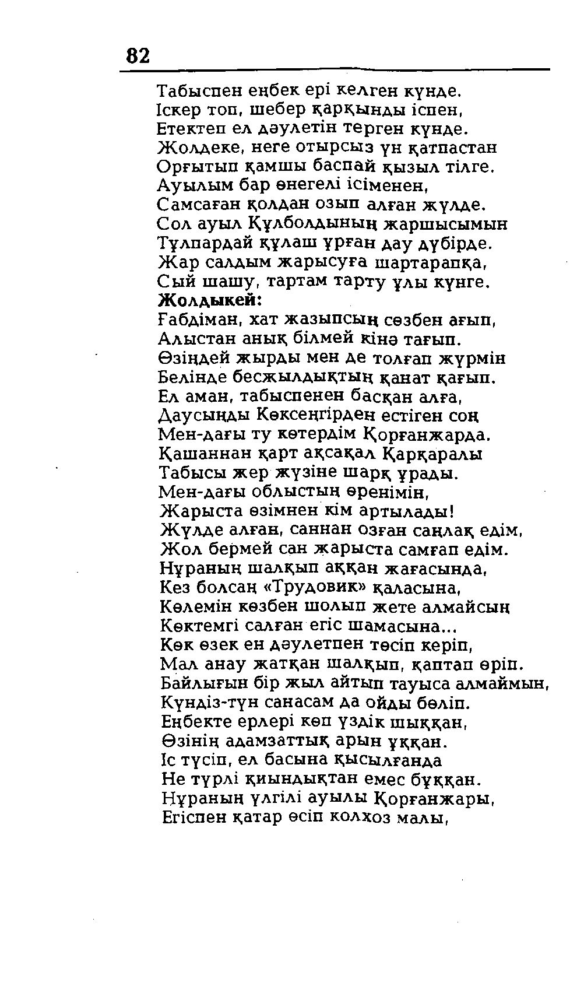 82
Табыспен еңбек ері келген күнде.
Іскер топ, шебер қарқынды іспен,
Етектеп ел дәулетін терген күнде.
Жолдеке, неге отырсыз үн қатпастан
Орғытып қамшы баспай қызыл тілге.
Ауылым бар өнегелі ісіменен,
Самсаған қолдан озып алған жүлде.
Сол ауыл Құлболдының жаршысымын
Тұлпардай құлаш ұрған дау дүбірде.
Жар салдым жарысуға шартарапқа,
Сый шашу, тартам тарту ұлы күнге.
Жолдыкей:
Ғабдіман, хат жазыпсың сөзбен ағып,
Алыстан анық білмей кінә тағып.
Өзіңдей жырды мен де толғап жүрмін
Белінде бесжылдықтың қанат қағып.
Ел аман, табыспенен басқан алға,
Даусыңды Көксеңгірден естіген соң
Мен-дағы ту көтердім Қорғанжарда.
Қашаннан қарт ақсақал Қарқаралы
Табысы жер жүзіне шарқ ұрады.
Мен-дағы облыстың өренімін,
Жарыста өзімнен кім артылады!
Жүлде алған, саннан озған саңлақ едім,
Жол бермей сан жарыста самғап едім.
Нұраның шалқып аққан жағасында,
Кез болсаң «Трудовик» қаласына,
Көлемін көзбен шолып жете алмайсың
Көктемгі салған егіс шамасына...
Көк өзек ен дәулетпен төсіп керіп,
Мал анау жатқан шалқып, қаптап өріп.
Байлығын бір жыл айтып тауыса алмаймын,
Күндіз-түн санасам да ойды бөліп.
Еңбекте ерлері көп үздік шыққан,
Өзінің адамзаттық арын ұққан.
Іс түсіп, ел басына қысылғанда
Не түрлі қиындықтан емес бұққан.
Нұраның үлгілі ауылы Қорғанжары,
Егіспен қатар өсіп колхоз малы,